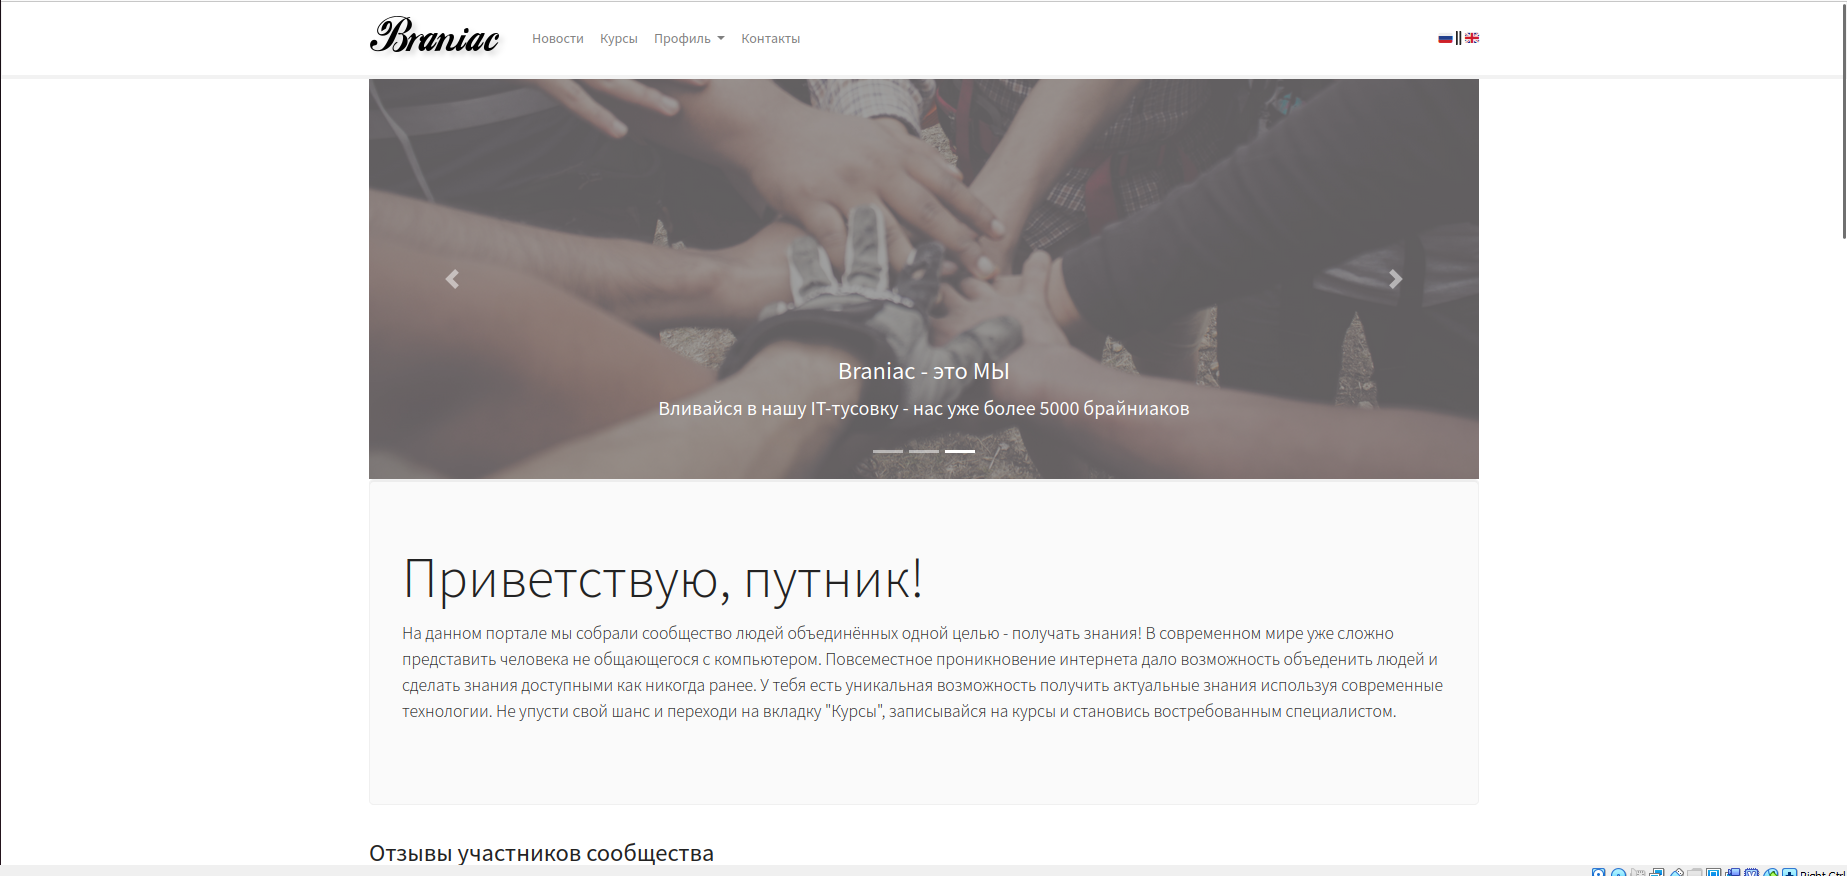 Braniac
Новости Курсы Профиль Контакты
Braniac - это МЫ
Вливайся в нашу IT-тусовку - нас уже более 5000 брайниаков
Приветствую, путник!
На данном портале мы собрали сообщество людей объединённых одной целью - получать знания! В современном мире уже сложно
представить человека не общающегося с компьютером. Повсеместное проникновение интернета дало возможность объеденить людей и
сделать знания доступными как никогда ранее. У тебя есть уникальная возможность получить актуальные знания используя современные
технологии. Не упусти свой шанс и переходи на вкладку "Курсы", записывайся на курсы и становись востребованным специалистом.
Отзывы участников сообщества
Right Ctrl